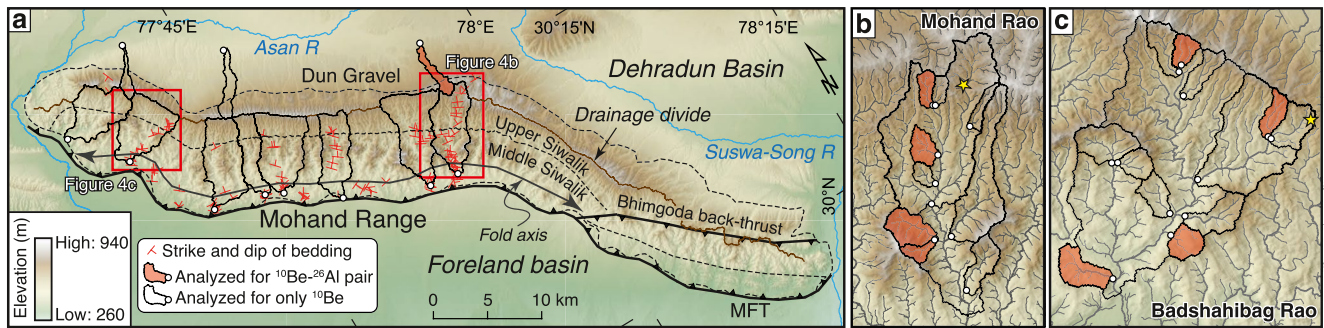 a
77°45'E
78°E
30°15'N
78°15'E
Asan R
Figure 4b
Dun Gravel
Dehradun Basin
N
Drainage divide
Upper Siwalik
Middle Siwalik
Suswa-Song R
Figure 4c
30°N
Bhimgoda back-thrust
Mohand Range
Fold axis
Foreland basin
MFT
Elevation (m)
High: 940
Low: 260
Strike and dip of bedding
Analyzed for ¹⁰Be-²⁶Al pair
Analyzed for only ¹⁰Be
0 5 10 km
b
Mohand Rao
c
Badshahibag Rao